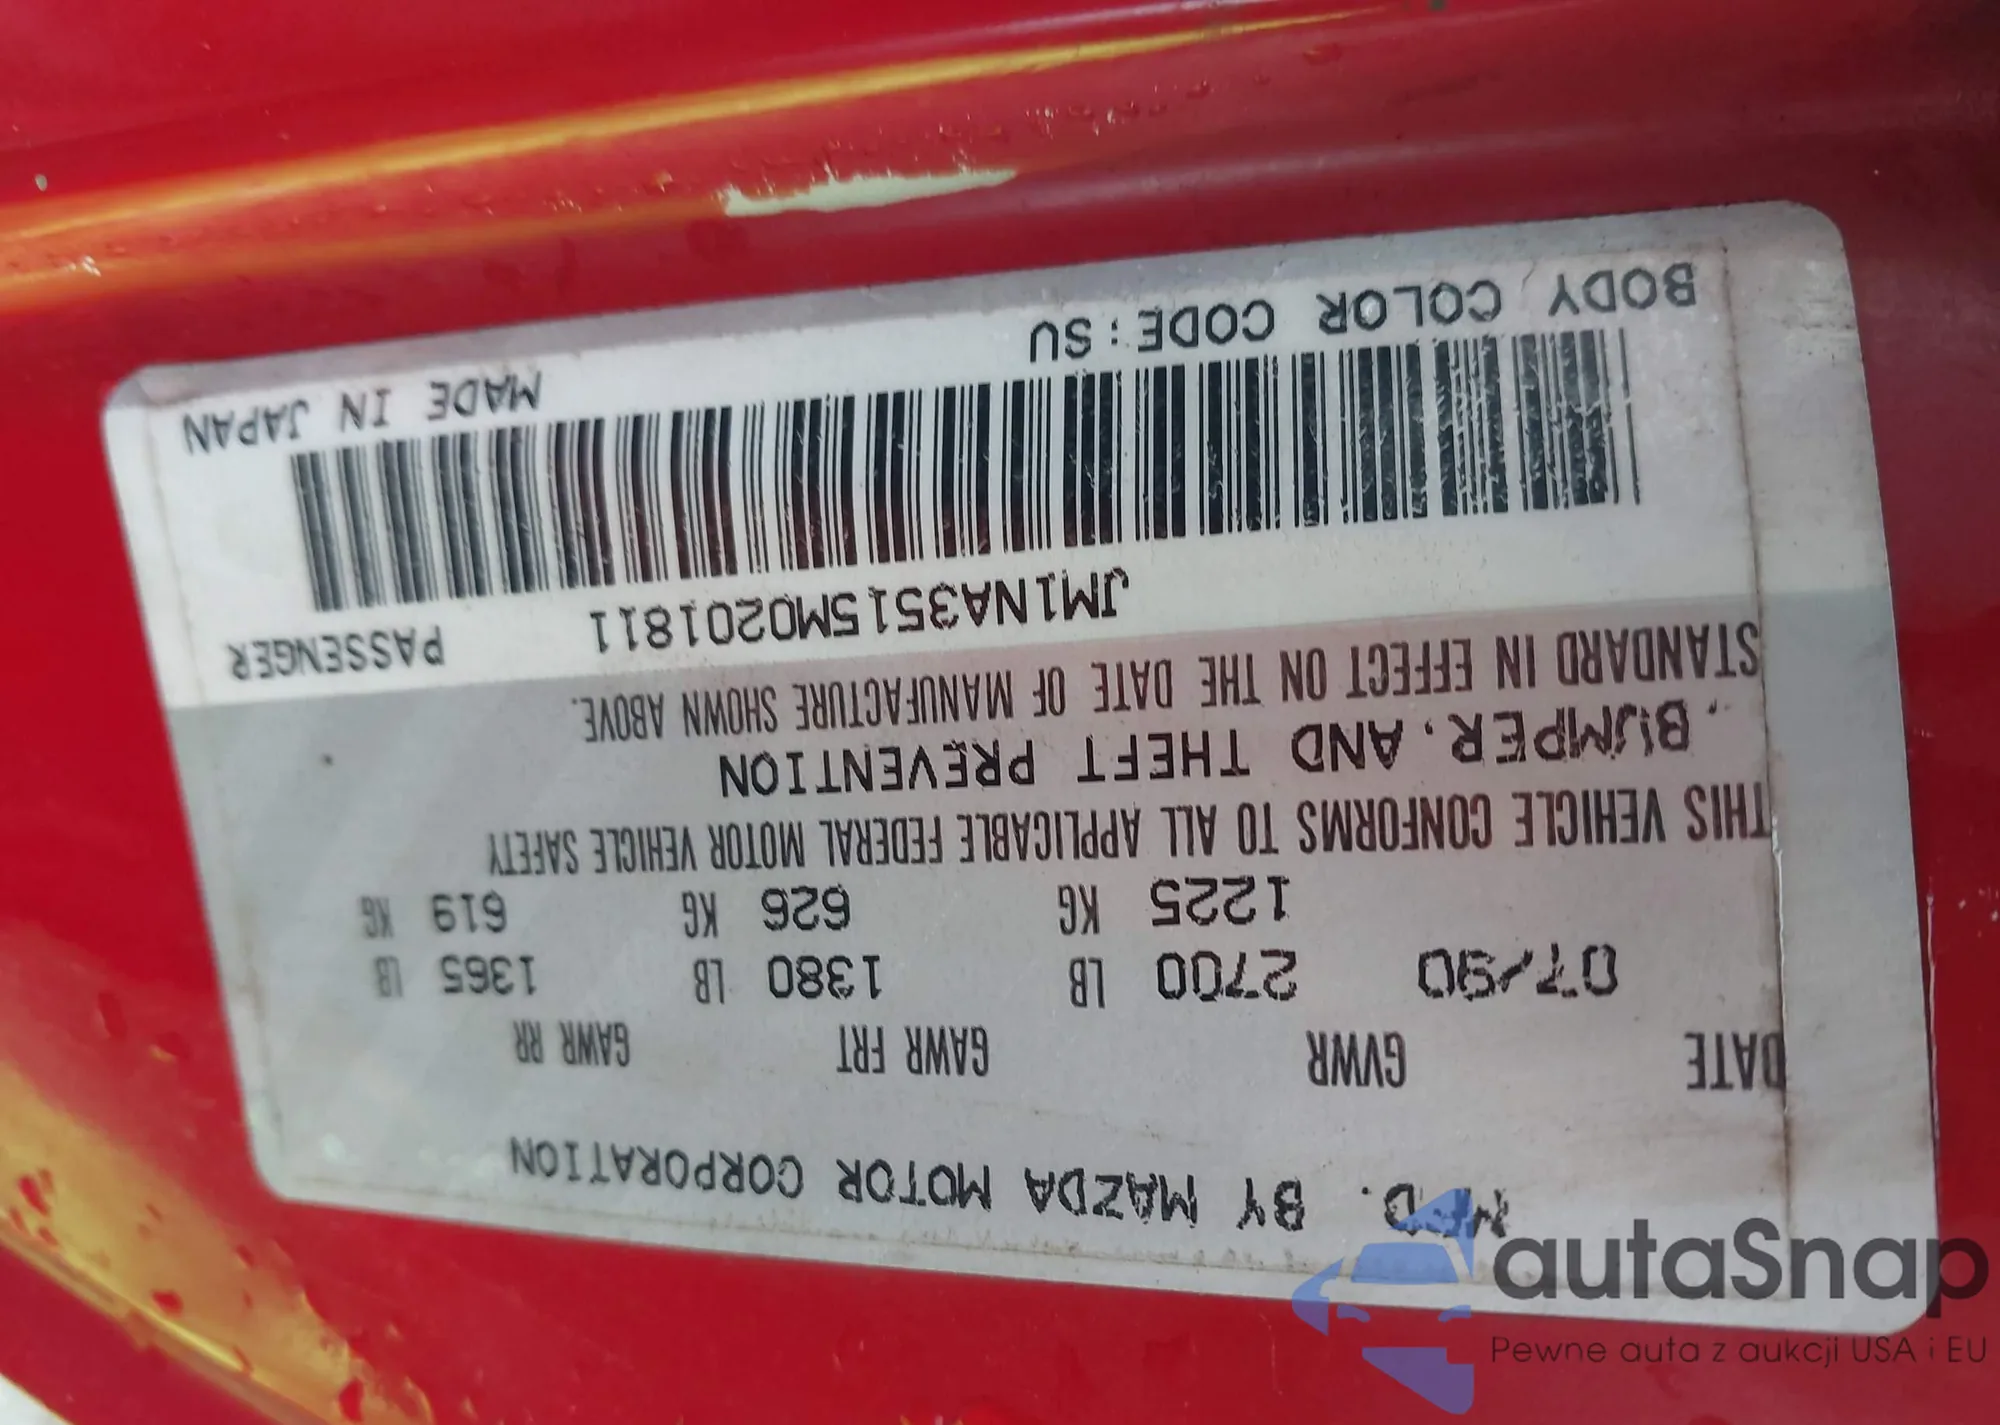 MFD. BY MAZDA MOTOR CORPORATION
DATE GVWR GAWR FRT GAWR RR
07/90 2700 LB 1380 LB 1365 LB
1225 KG 626 KG 619 KG
THIS VEHICLE CONFORMS TO ALL APPLICABLE FEDERAL MOTOR VEHICLE SAFETY
,BUMPER,AND THEFT PREVENTION
STANDARD IN EFFECT ON THE DATE OF MANUFACTURE SHOWN ABOVE.
JM1NA3515M0201811 PASSENGER
BODY COLOR CODE:SU MADE IN JAPAN
autaSnap
Pewne auta z aukcji USA i EU